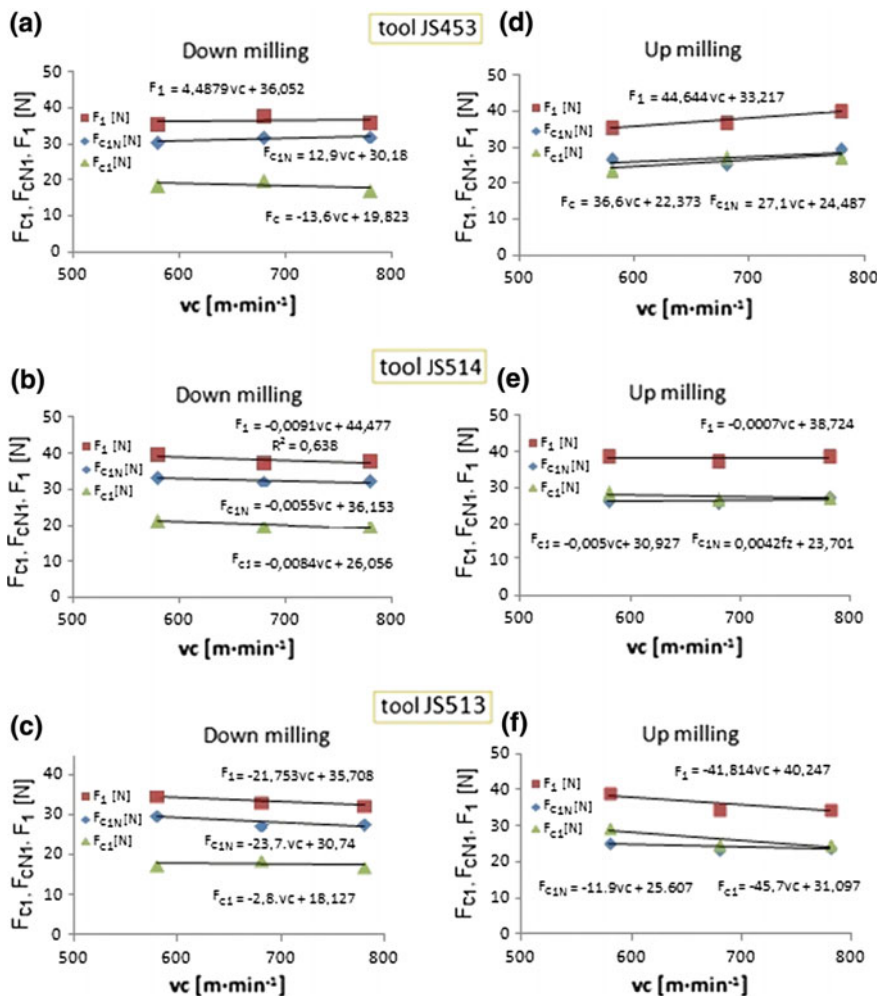 (a)
tool JS453
(d)
Down milling
Up milling
F1 = 4,4879vc + 36,052
F1 [N]
Fc1N[N]
Fc1[N]
Fc1N = 12,9vc + 30,18
Fc = -13,6vc + 19,823
Fc1, FcN1, F1 [N]
50
40
30
20
10
0
500 600 700 800
vc [m·min-1]
F1 = 44,644vc + 33,217
F1 [N]
Fc1N[N]
Fc1[N]
Fc = 36,6vc + 22,373 Fc1N = 27,1vc + 24,487
Fc1, FcN1, F1 [N]
50
40
30
20
10
0
500 600 700 800
vc [m·min-1]
(b)
tool JS514
(e)
Down milling
Up milling
F1 = -0,0091vc + 44,477
R2 = 0,638
F1 [N]
Fc1N[N]
Fc1[N]
Fc1N = -0,0055vc + 36,153
Fc1 = -0,0084vc + 26,056
Fc1, FcN1, F1 [N]
50
40
30
20
10
0
500 600 700 800
vc [m·min-1]
F1 = -0,0007vc + 38,724
F1 [N]
Fc1N[N]
Fc1[N]
Fc1 = -0,005vc + 30,927 Fc1N = 0,0042fz + 23,701
Fc1, FcN1, F1 [N]
50
40
30
20
10
0
500 600 700 800
vc [m·min-1]
(c)
tool JS513
(f)
Down milling
Up milling
F1 = -21,753vc + 35,708
F1 [N]
Fc1N[N]
Fc1[N]
Fc1N = -23,7.vc + 30,74
Fc1 = -2,8.vc + 18,127
Fc1, FcN1, F1 [N]
40
30
20
10
0
500 600 700 800
vc [m·min-1]
F1 = -41,814vc + 40,247
F1 [N]
Fc1N[N]
Fc1[N]
Fc1N = -11.9vc + 25.607 Fc1 = -45,7vc + 31,097
Fc1, FcN1, F1 [N]
50
40
30
20
10
0
500 600 700 800
vc [m·min-1]